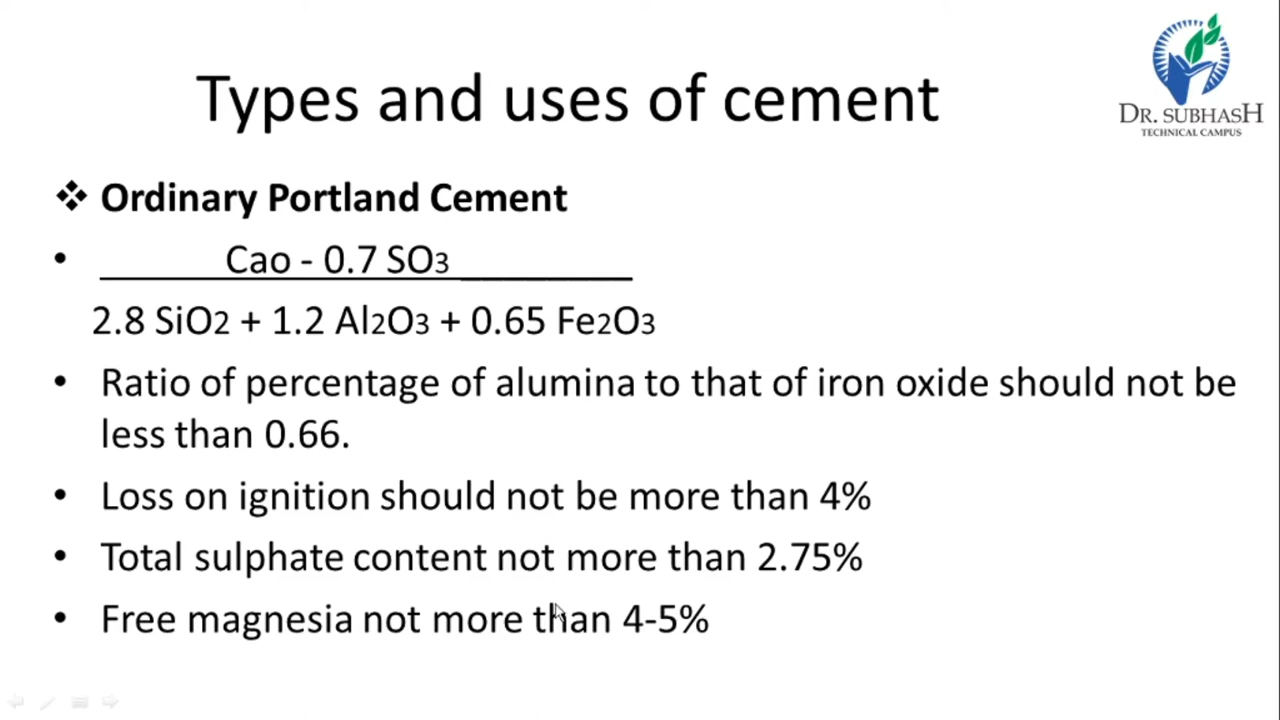 Types and uses of cement
DR. SUBHASH
TECHNICAL CAMPUS
❖ Ordinary Portland Cement
• Cao - 0.7 SO3
2.8 SiO2 + 1.2 Al2O3 + 0.65 Fe2O3
• Ratio of percentage of alumina to that of iron oxide should not be
less than 0.66.
• Loss on ignition should not be more than 4%
• Total sulphate content not more than 2.75%
• Free magnesia not more than 4-5%